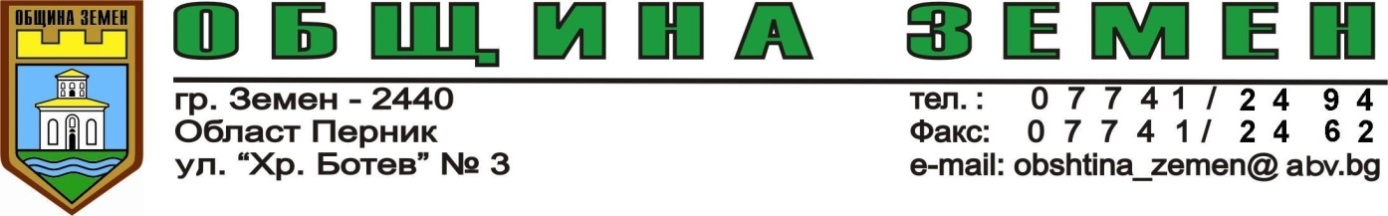 ОБЩИНА ЗЕМЕН
ОБЩИНА ЗЕМЕН
гр. Земен - 2440
Област Перник
ул. “Хр. Ботев” № 3
тел. : 0 7 7 4 1 / 2 4 9 4
Факс: 0 7 7 4 1 / 2 4 6 2
e-mail: obshtina_zemen@ abv.bg